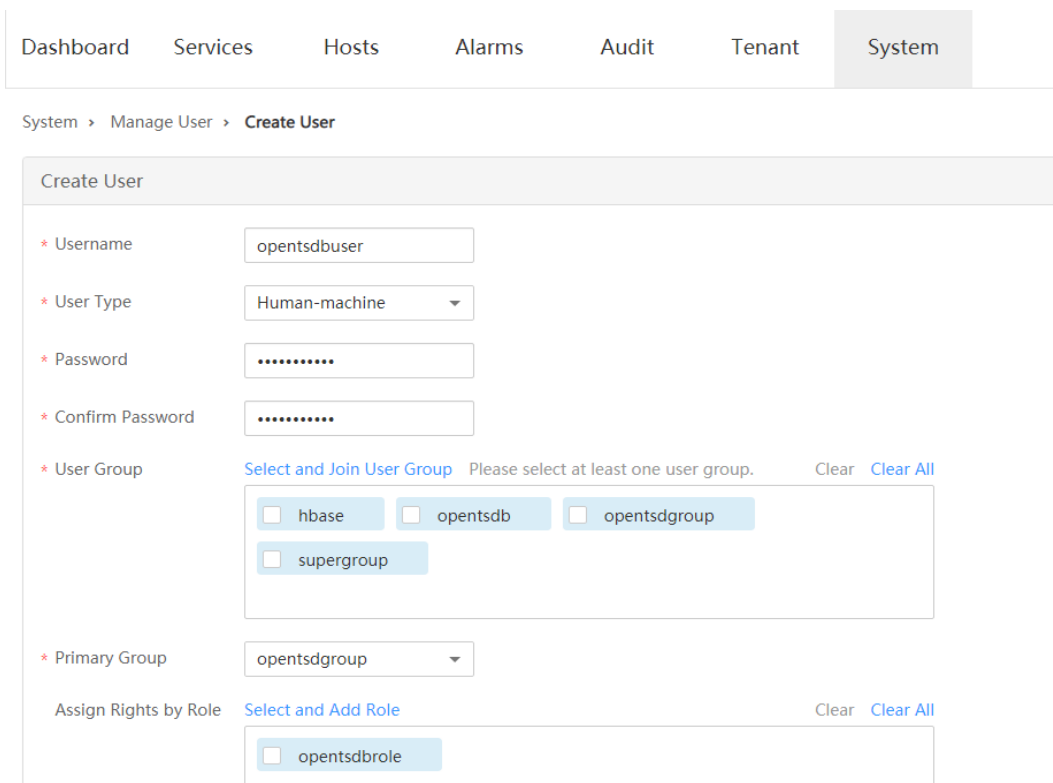 Dashboard Services Hosts Alarms Audit Tenant System
System › Manage User › Create User
Create User
* Username opentsdbuser
* User Type Human-machine
* Password •••••••••••
* Confirm Password •••••••••••
* User Group Select and Join User Group Please select at least one user group. Clear Clear All
hbase opentsdb opentsdgroup
supergroup
* Primary Group opentsdgroup
Assign Rights by Role Select and Add Role Clear Clear All
opentsdbrole